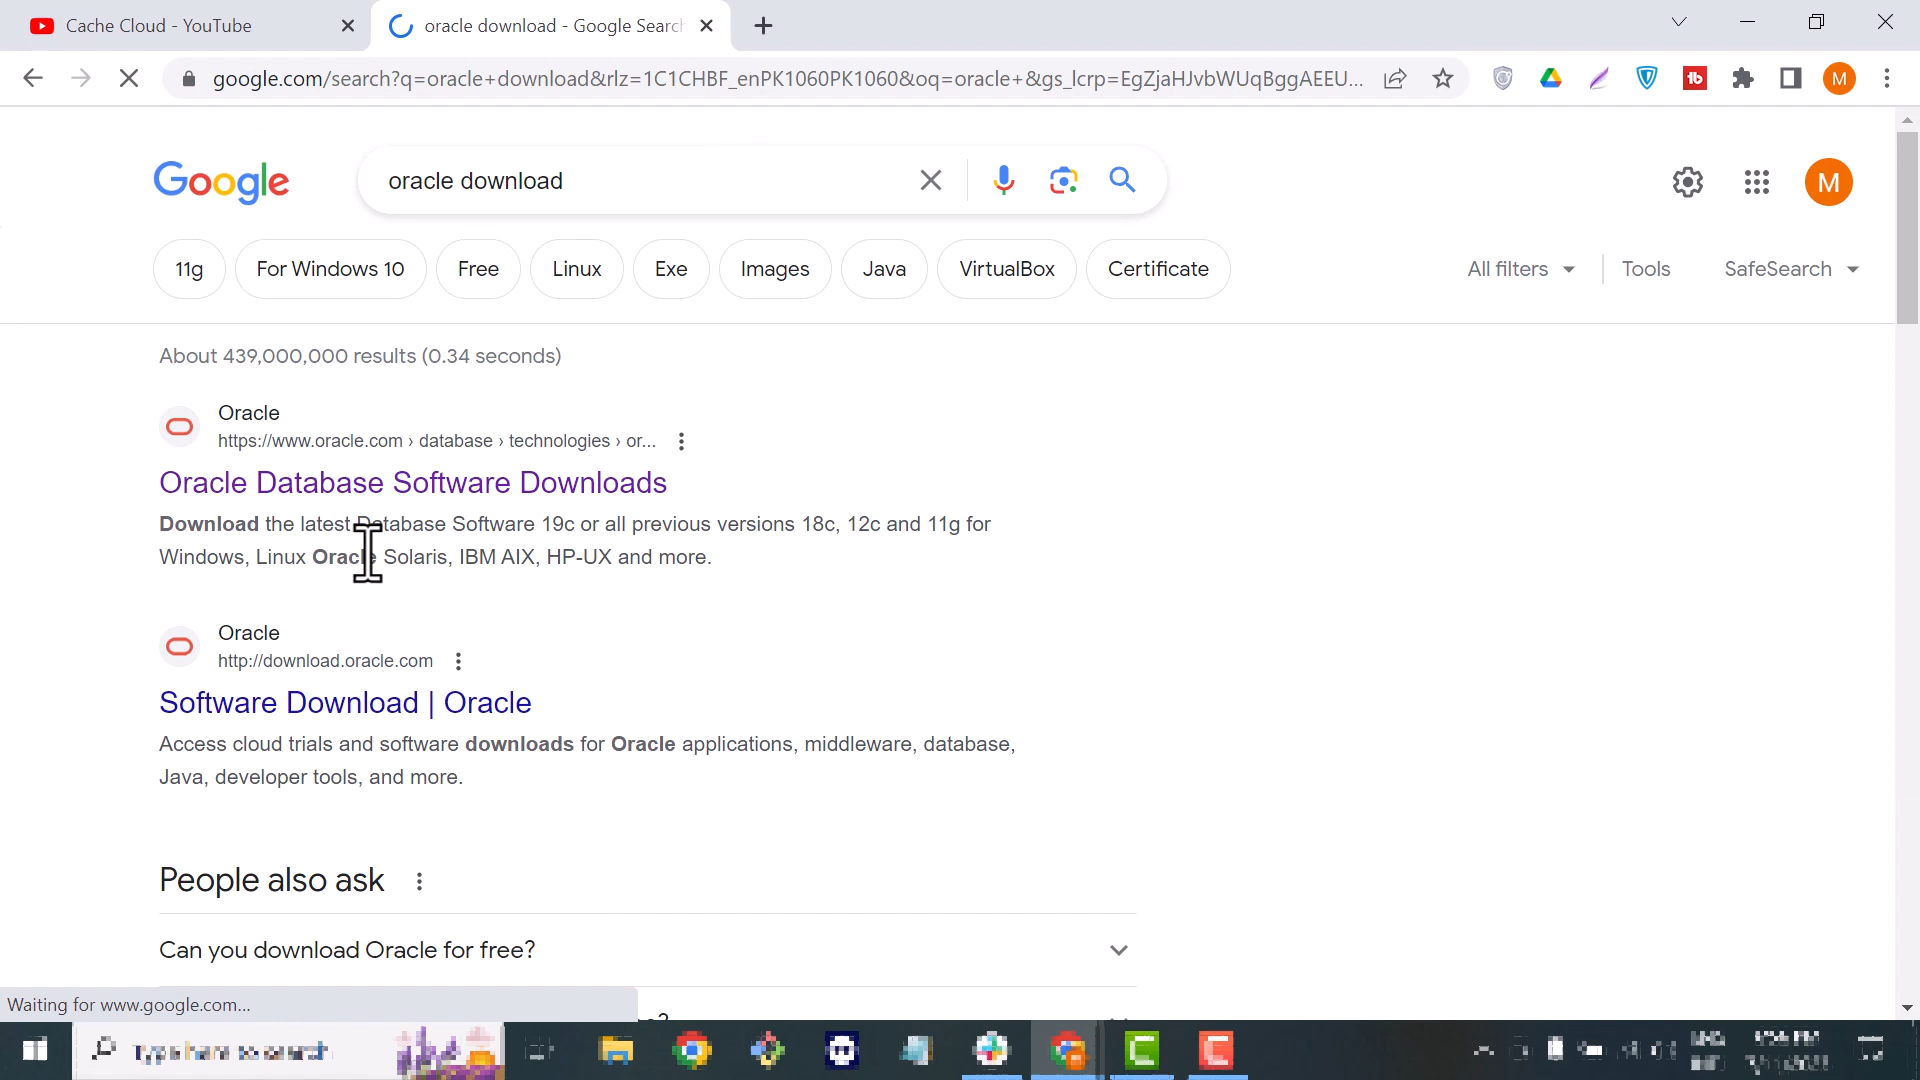 Cache Cloud - YouTube
oracle download - Google Search
google.com/search?q=oracle+download&rlz=1C1CHBF_enPK1060PK1060&oq=oracle+&gs_lcrp=EgZjaHJvbWUqBggAEEU...
M
Google
oracle download
M
11g
For Windows 10
Free
Linux
Exe
Images
Java
VirtualBox
Certificate
All filters
Tools
SafeSearch
About 439,000,000 results (0.34 seconds)
Oracle
https://www.oracle.com › database › technologies › or...
Oracle Database Software Downloads
Download the latest Database Software 19c or all previous versions 18c, 12c and 11g for
Windows, Linux Oracle Solaris, IBM AIX, HP-UX and more.
Oracle
http://download.oracle.com
Software Download | Oracle
Access cloud trials and software downloads for Oracle applications, middleware, database,
Java, developer tools, and more.
People also ask
Can you download Oracle for free?
Waiting for www.google.com...
Type here to search